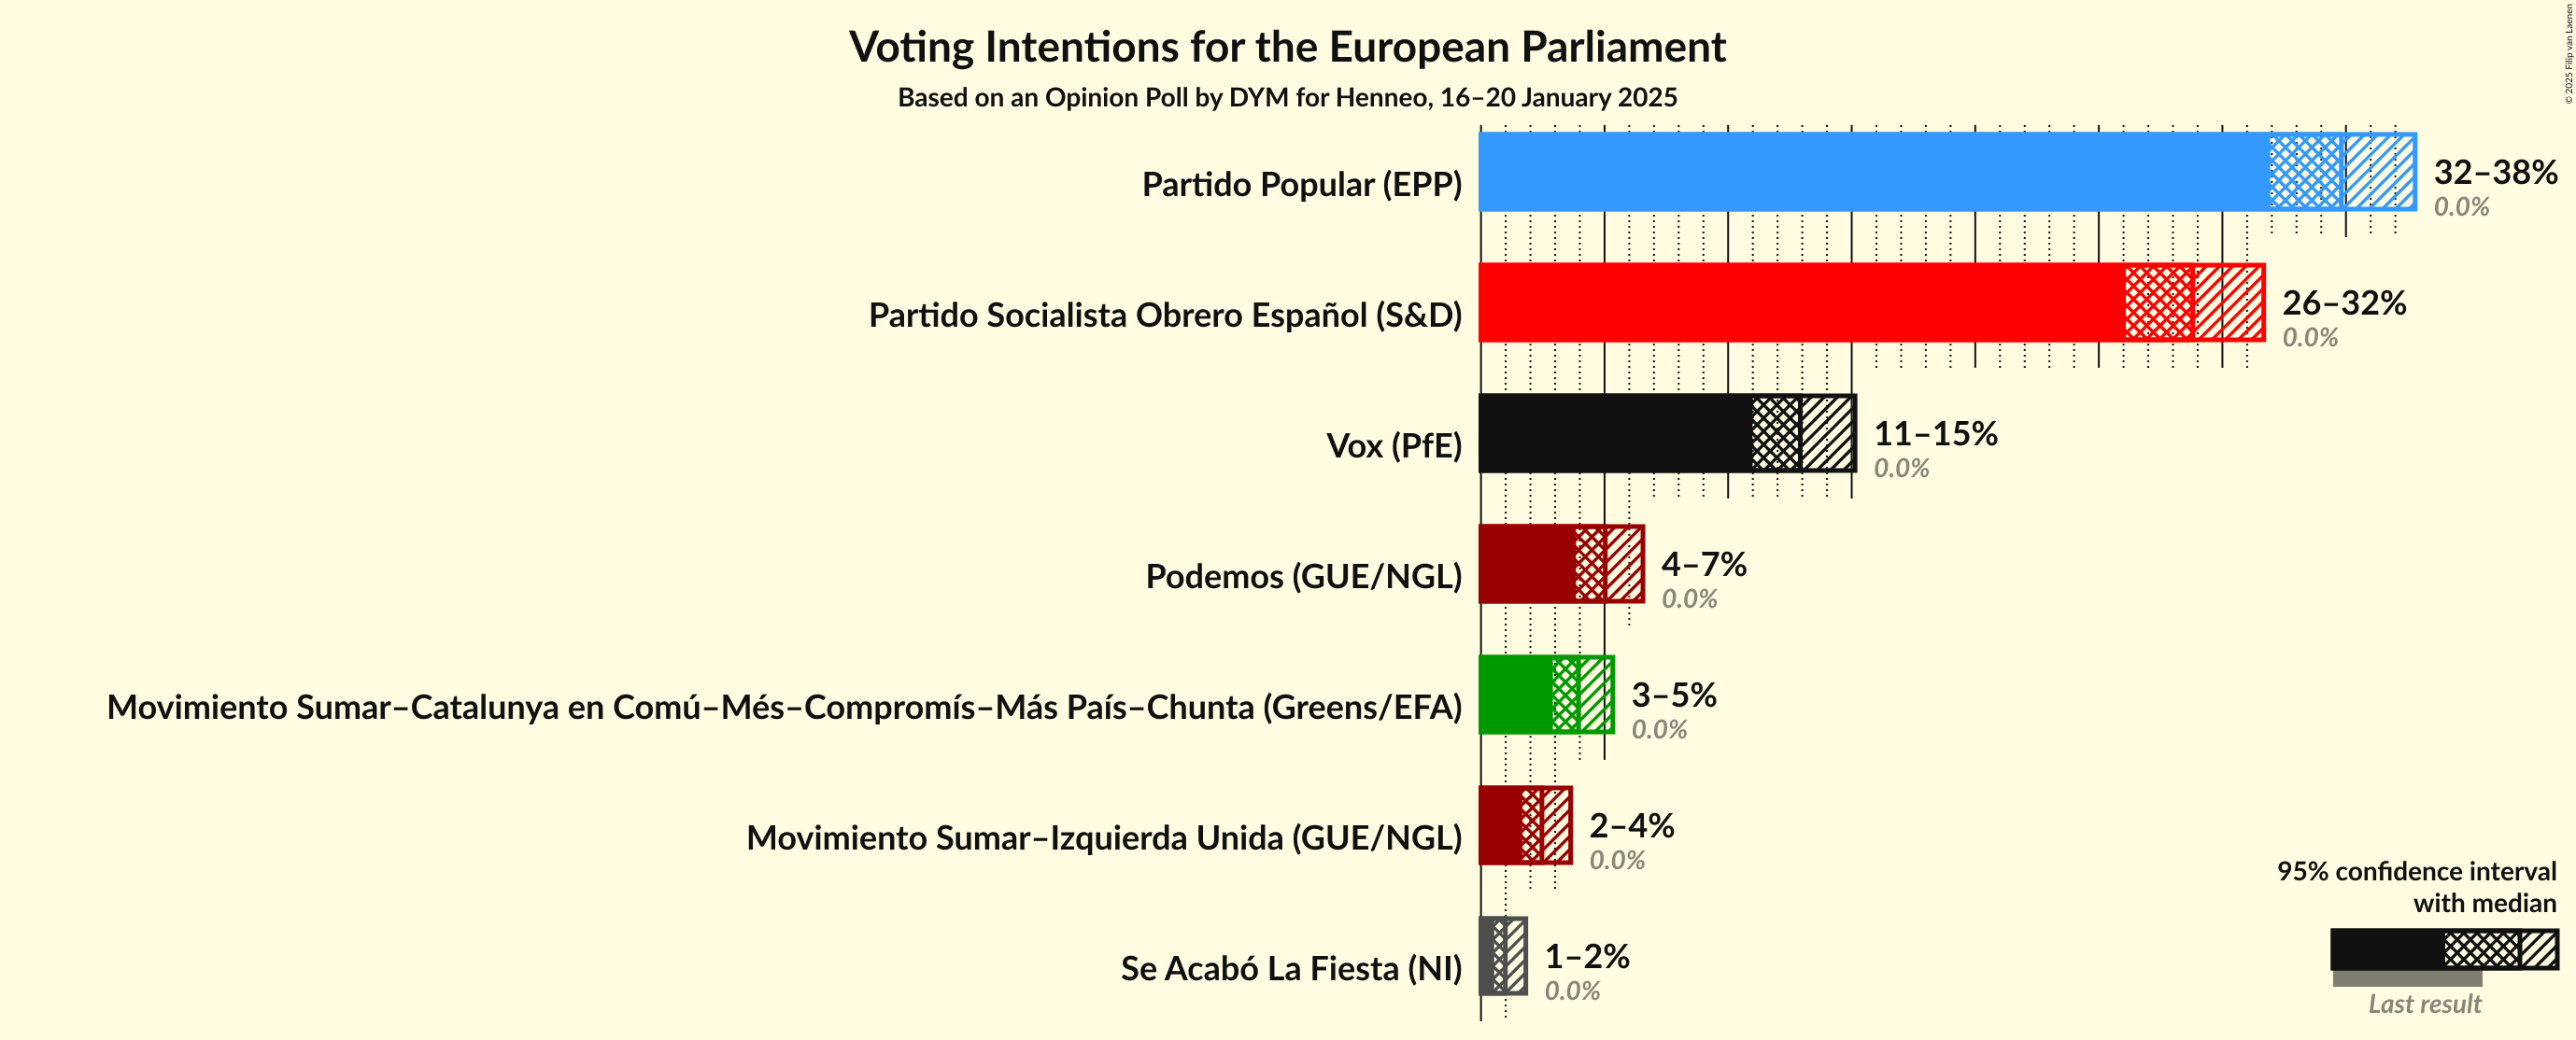 Voting Intentions for the European Parliament
Based on an Opinion Poll by DYM for Henneo, 16–20 January 2025
© 2025 Filip van Laenen
Partido Popular (EPP)
32–38%
0.0%
Partido Socialista Obrero Español (S&D)
26–32%
0.0%
Vox (PfE)
11–15%
0.0%
Podemos (GUE/NGL)
4–7%
0.0%
Movimiento Sumar–Catalunya en Comú–Més–Compromís–Más País–Chunta (Greens/EFA)
3–5%
0.0%
Movimiento Sumar–Izquierda Unida (GUE/NGL)
2–4%
0.0%
Se Acabó La Fiesta (NI)
1–2%
0.0%
95% confidence interval
with median
Last result